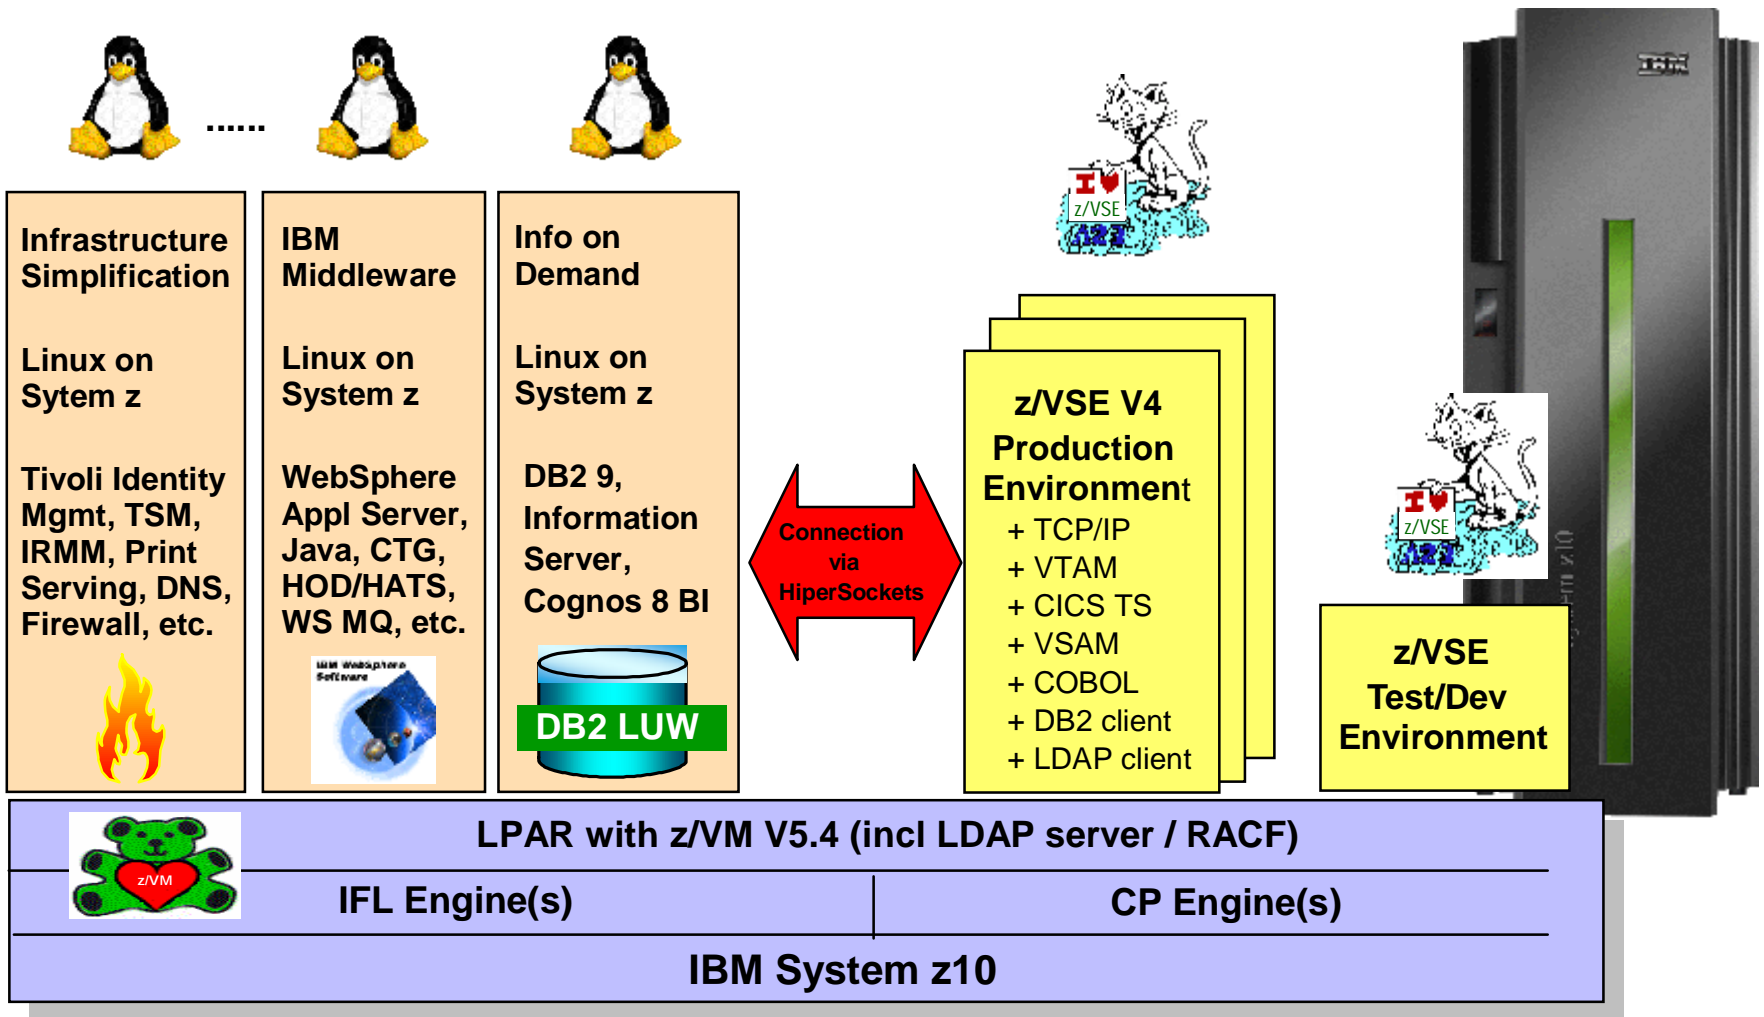 ......
IBM
I ♥
z/VSE
Infrastructure
Simplification
Linux on
Sytem z
Tivoli Identity
Mgmt, TSM,
IRMM, Print
Serving, DNS,
Firewall, etc.
IBM
Middleware
Linux on
System z
WebSphere
Appl Server,
Java, CTG,
HOD/HATS,
WS MQ, etc.
IBM WebSphere
Software
Info on
Demand
Linux on
System z
DB2 9,
Information
Server,
Cognos 8 BI
DB2 LUW
Connection
via
HiperSockets
z/VSE V4
Production
Environment
+ TCP/IP
+ VTAM
+ CICS TS
+ VSAM
+ COBOL
+ DB2 client
+ LDAP client
I ♥
z/VSE
z/VSE
Test/Dev
Environment
LPAR with z/VM V5.4 (incl LDAP server / RACF)
z/VM
IFL Engine(s)
CP Engine(s)
IBM System z10